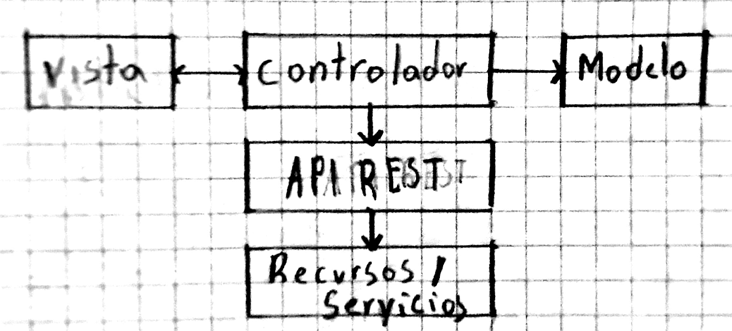 Vista
Controlador
Modelo
API REST
Recursos /
Servicios